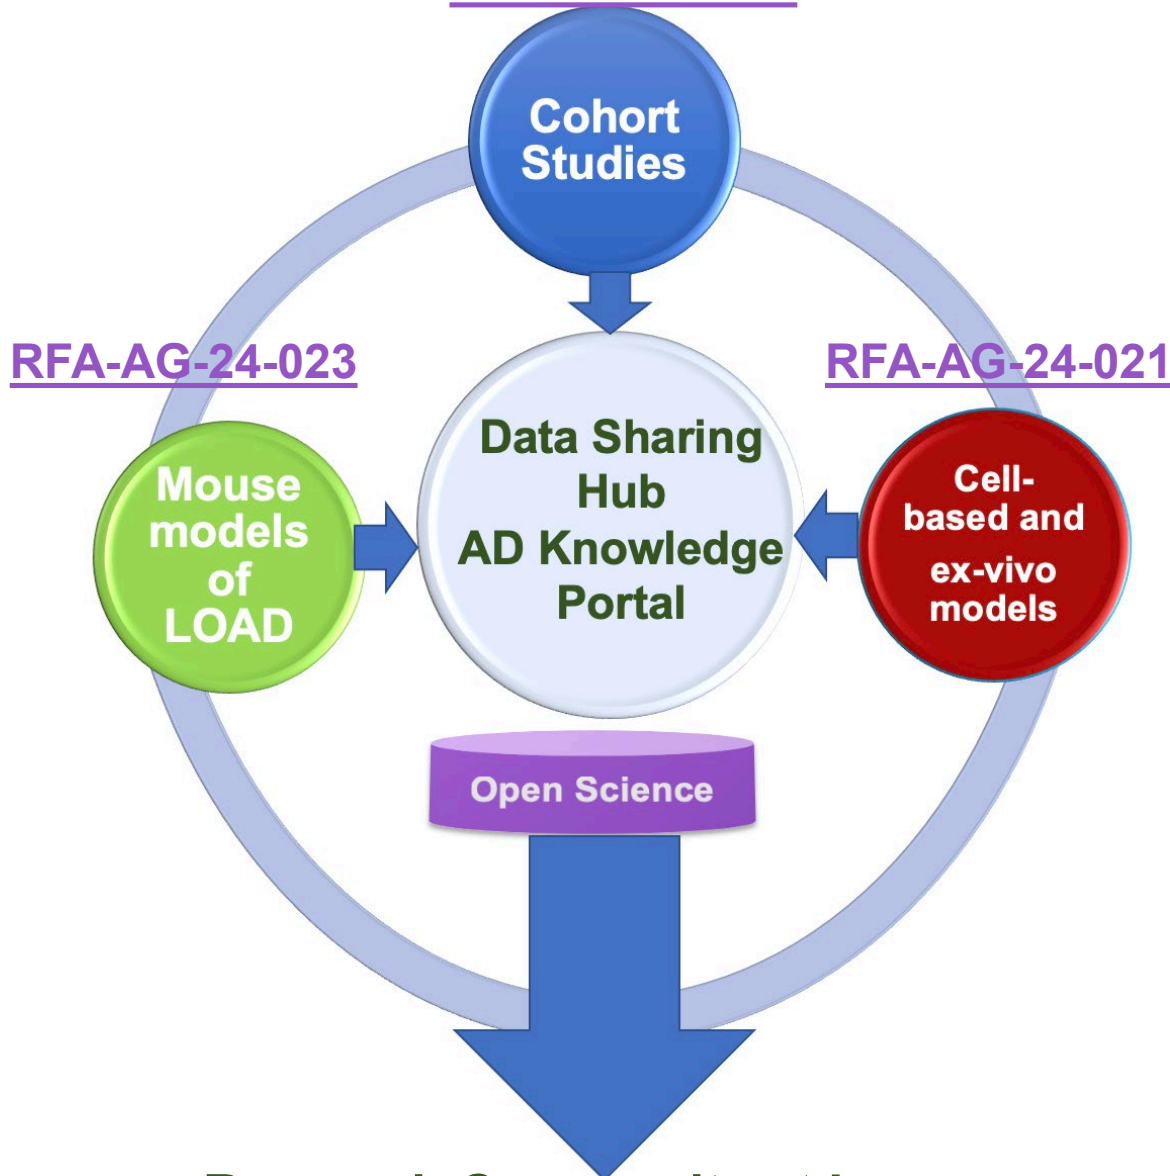 Cohort
Studies
RFA-AG-24-023
RFA-AG-24-021
Mouse
models
of
LOAD
Data Sharing
Hub
AD Knowledge
Portal
Cell-
based and
ex-vivo
models
Open Science